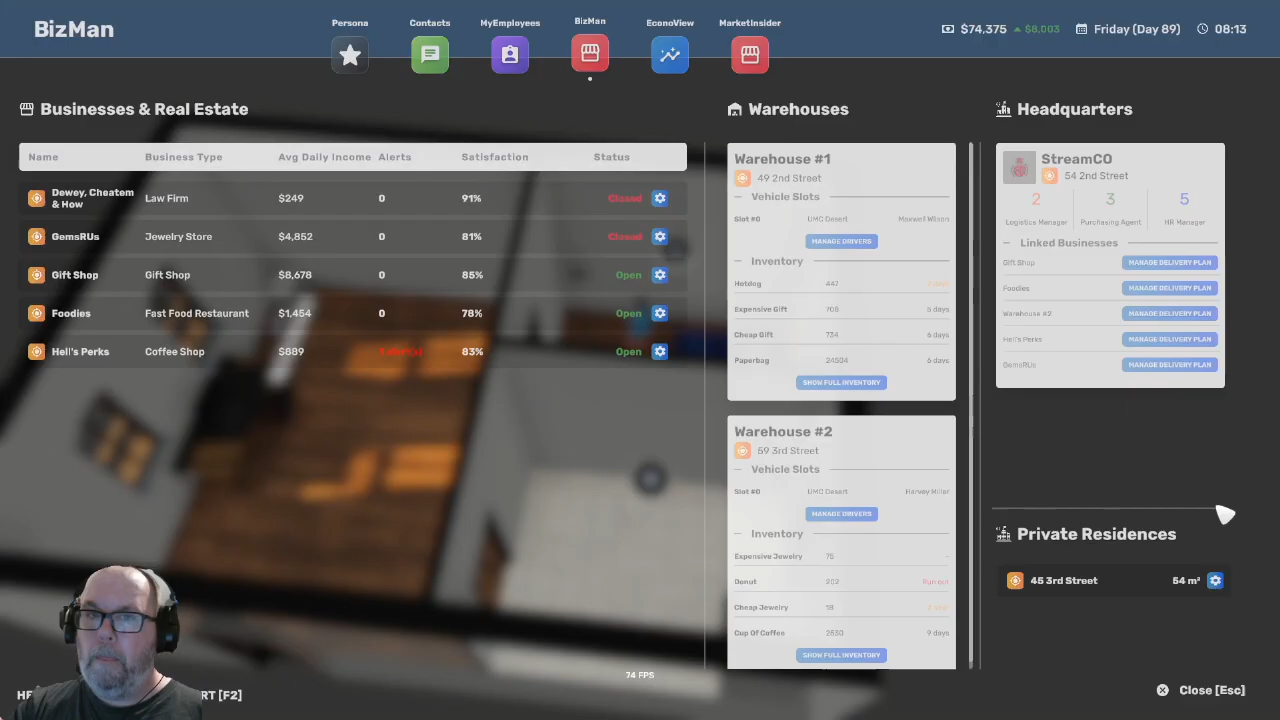 BizMan
Persona
Contacts
MyEmployees
BizMan
EconoView
MarketInsider
$74,375 $8,003
Friday (Day 89)
08:13
Businesses & Real Estate
Name Business Type Avg Daily Income Alerts Satisfaction Status
Dewey, Cheatem & How Law Firm $249 0 91% Closed
GemsRUs Jewelry Store $4,852 0 81% Closed
Gift Shop Gift Shop $8,678 0 85% Open
Foodies Fast Food Restaurant $1,454 0 78% Open
Hell's Perks Coffee Shop $689 83% Open
Warehouses
Warehouse #1
49 2nd Street
Vehicle Slots
Slot #0 UMC Desert Maxwell Wilson
MANAGE DRIVERS
Inventory
Hotdog 447
Expensive Gift 708 5 days
Cheap Gift 734 6 days
Paperbag 24504 6 days
SHOW FULL INVENTORY
Warehouse #2
59 3rd Street
Vehicle Slots
Slot #0 UMC Desert Harvey Miller
MANAGE DRIVERS
Inventory
Expensive Jewelry 75 -
Donut 202 Run out
Cheap Jewelry 18
Cup Of Coffee 2530 9 days
SHOW FULL INVENTORY
Headquarters
StreamCO
54 2nd Street
2 3 5
Logistics Manager Purchasing Agent HR Manager
Linked Businesses
Gift Shop MANAGE DELIVERY PLAN
Foodies MANAGE DELIVERY PLAN
Warehouse #2 MANAGE DELIVERY PLAN
Hell's Perks MANAGE DELIVERY PLAN
GemsRUs MANAGE DELIVERY PLAN
Private Residences
45 3rd Street 54 m²
74 FPS
RT [F2]
Close [Esc]